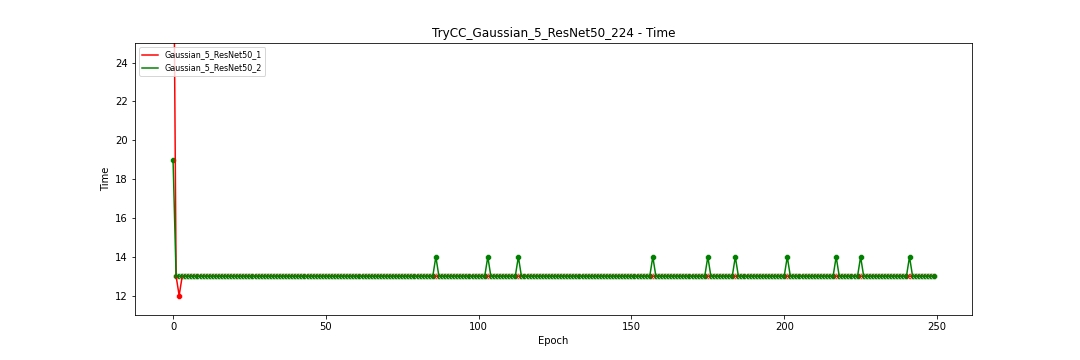 TryCC_Gaussian_5_ResNet50_224 - Time
Gaussian_5_ResNet50_1
Gaussian_5_ResNet50_2
24
22
20
18
16
14
12
Time
0 50 100 150 200 250
Epoch